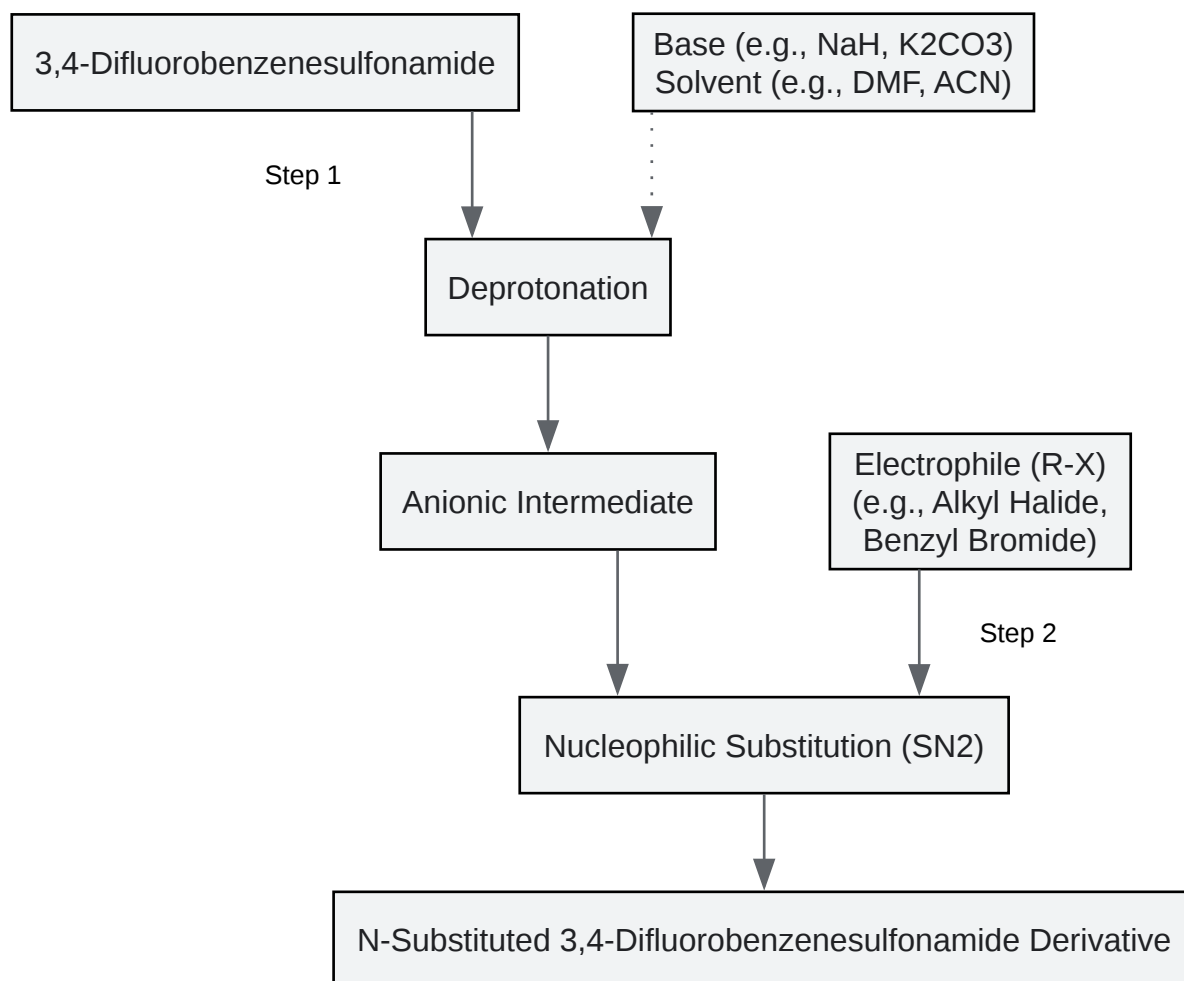 3,4-Difluorobenzenesulfonamide
Base (e.g., NaH, K2CO3)
Solvent (e.g., DMF, ACN)
Step 1
Deprotonation
Anionic Intermediate
Electrophile (R-X)
(e.g., Alkyl Halide,
Benzyl Bromide)
Step 2
Nucleophilic Substitution (SN2)
N-Substituted 3,4-Difluorobenzenesulfonamide Derivative